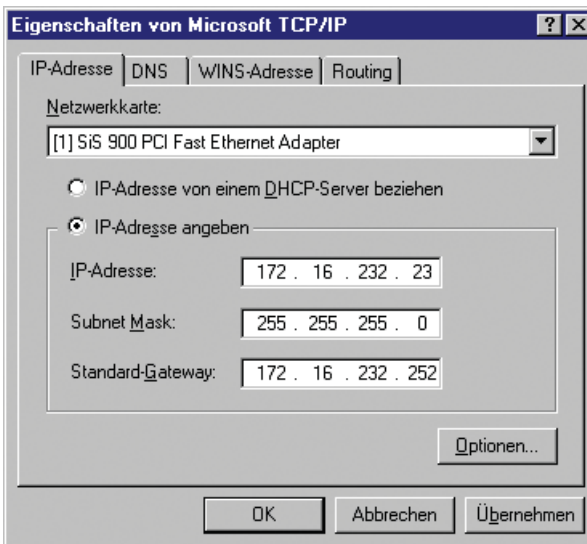 Eigenschaften von Microsoft TCP/IP
IP-Adresse DNS WINS-Adresse Routing
Netzwerkkarte:
[1] SiS 900 PCI Fast Ethernet Adapter
IP-Adresse von einem DHCP-Server beziehen
IP-Adresse angeben
IP-Adresse: 172 . 16 . 232 . 23
Subnet Mask: 255 . 255 . 255 . 0
Standard-Gateway: 172 . 16 . 232 . 252
Optionen...
OK Abbrechen Übernehmen